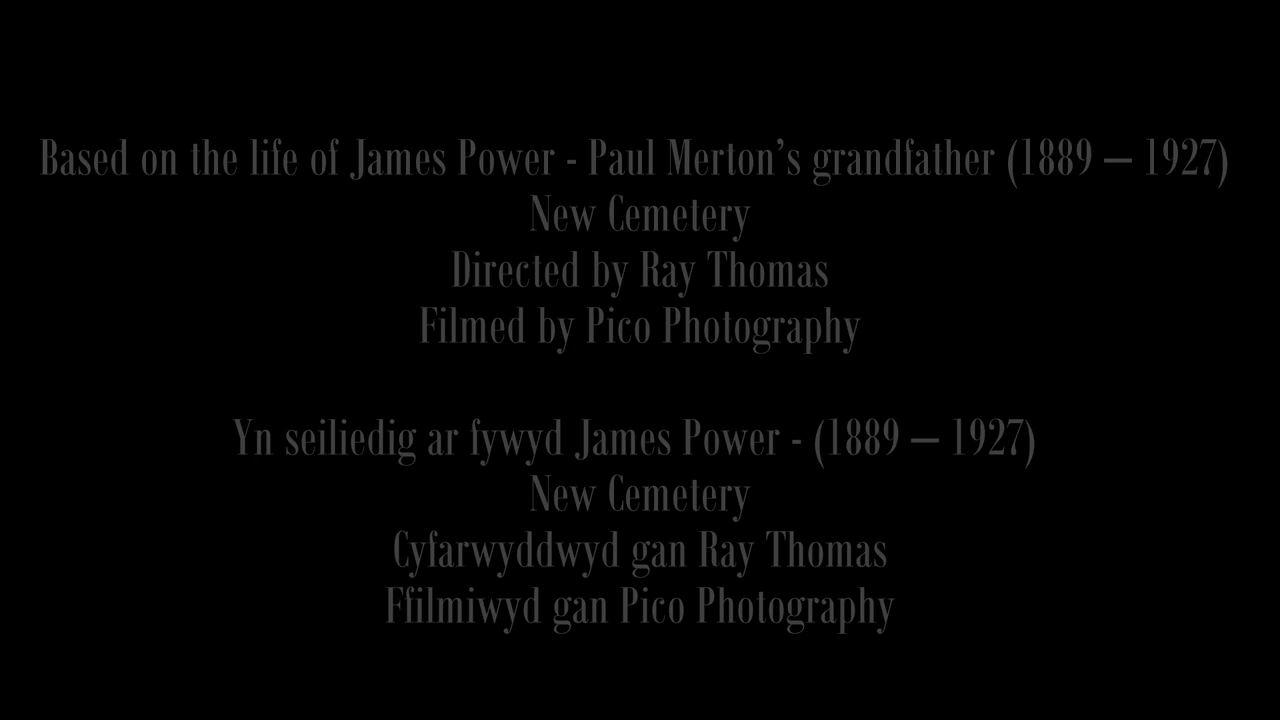 Based on the life of James Power - Paul Merton’s grandfather (1889 – 1927)
New Cemetery
Directed by Ray Thomas
Filmed by Pico Photography
Yn seiliedig ar fywyd James Power - (1889 – 1927)
New Cemetery
Cyfarwyddwyd gan Ray Thomas
Ffilmiwyd gan Pico Photography